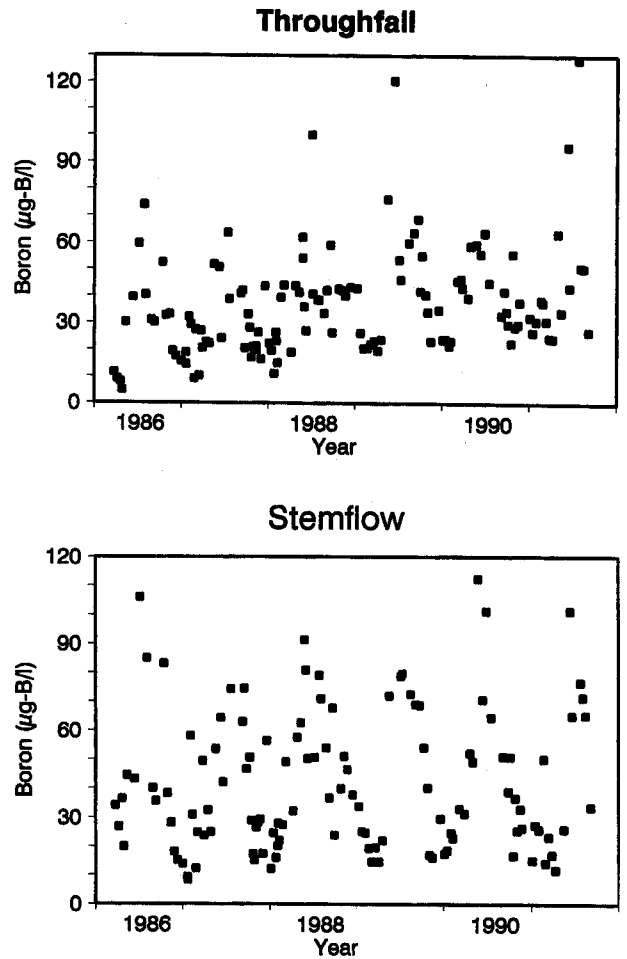 Throughfall
120
90
60
30
0
Boron (µg-B/l)
1986 1988 1990
Year
Stemflow
120
90
60
30
0
Boron (µg-B/l)
1986 1988 1990
Year